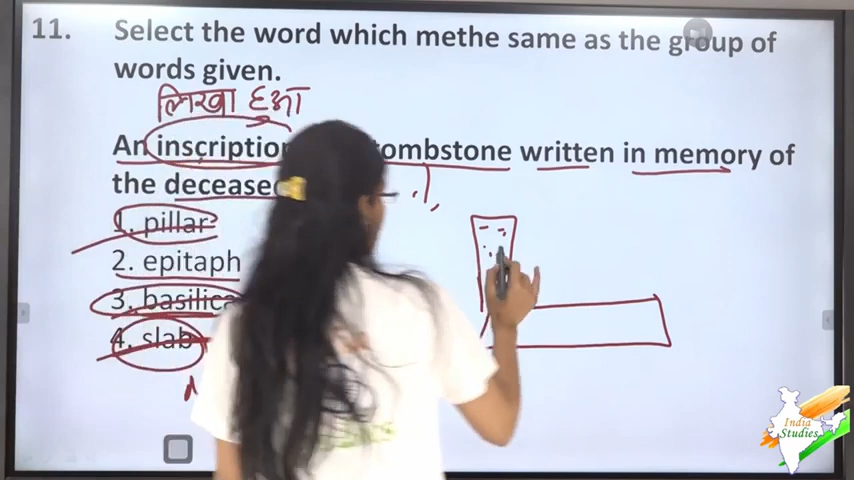 11. Select the word which methe same as the group of
words given.
लिखा हुआ
An inscription tombstone written in memory of
the deceased
1. pillar
2. epitaph
3. basilica
4. slab
India
Studies